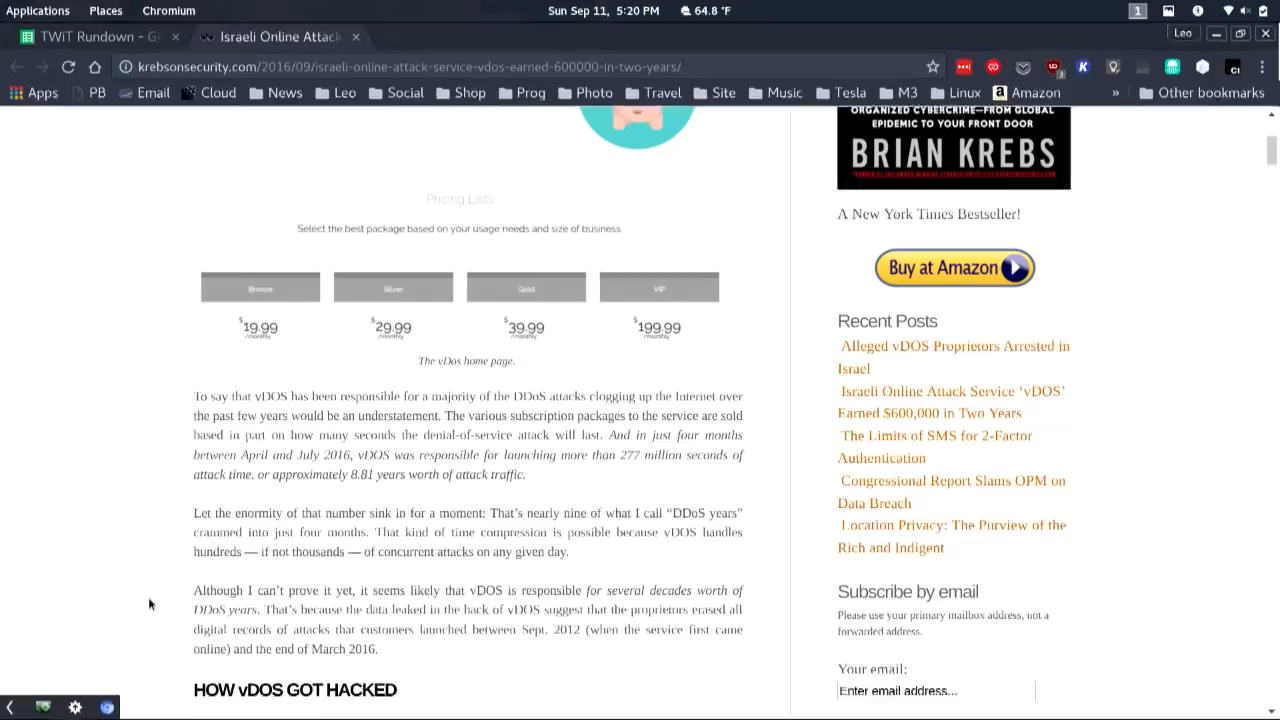 Applications Places Chromium Sun Sep 11, 5:20 PM 64.8 °F 1
TWiT Rundown - G Israeli Online Attack Leo
krebsonsecurity.com/2016/09/israeli-online-attack-service-vdos-earned-600000-in-two-years/
Apps PB Email Cloud News Leo Social Shop Prog Photo Travel Site Music Tesla M3 Linux Amazon » Other bookmarks
ORGANIZED CYBERCRIME—FROM GLOBAL
EPIDEMIC TO YOUR FRONT DOOR
BRIAN KREBS
A New York Times Bestseller!
Buy at Amazon
Pricing Lists
Select the best package based on your usage needs and size of business
Bronze Silver Gold VIP
$19.99 $29.99 $39.99 $199.99
/monthly /monthly /monthly /monthly
The vDos home page.
To say that vDOS has been responsible for a majority of the DDoS attacks clogging up the Internet over
the past few years would be an understatement. The various subscription packages to the service are sold
based in part on how many seconds the denial-of-service attack will last. And in just four months
between April and July 2016, vDOS was responsible for launching more than 277 million seconds of
attack time, or approximately 8.81 years worth of attack traffic.
Let the enormity of that number sink in for a moment: That's nearly nine of what I call “DDoS years”
crammed into just four months. That kind of time compression is possible because vDOS handles
hundreds — if not thousands — of concurrent attacks on any given day.
Although I can't prove it yet, it seems likely that vDOS is responsible for several decades worth of
DDoS years. That's because the data leaked in the hack of vDOS suggest that the proprietors erased all
digital records of attacks that customers launched between Sept. 2012 (when the service first came
online) and the end of March 2016.
HOW vDOS GOT HACKED
Recent Posts
Alleged vDOS Proprietors Arrested in
Israel
Israeli Online Attack Service ‘vDOS’
Earned $600,000 in Two Years
The Limits of SMS for 2-Factor
Authentication
Congressional Report Slams OPM on
Data Breach
Location Privacy: The Purview of the
Rich and Indigent
Subscribe by email
Please use your primary mailbox address, not a
forwarded address.
Your email:
Enter email address...